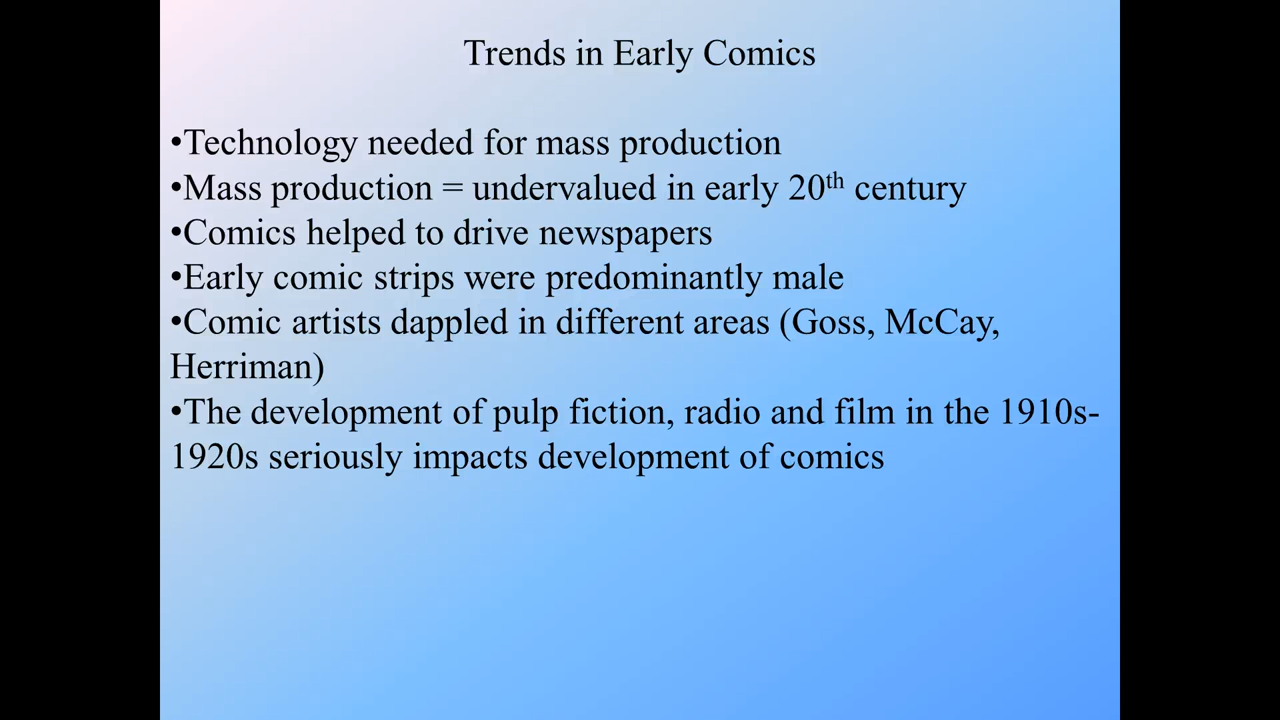 Trends in Early Comics
•Technology needed for mass production
•Mass production = undervalued in early 20th century
•Comics helped to drive newspapers
•Early comic strips were predominantly male
•Comic artists dappled in different areas (Goss, McCay,
Herriman)
•The development of pulp fiction, radio and film in the 1910s-
1920s seriously impacts development of comics